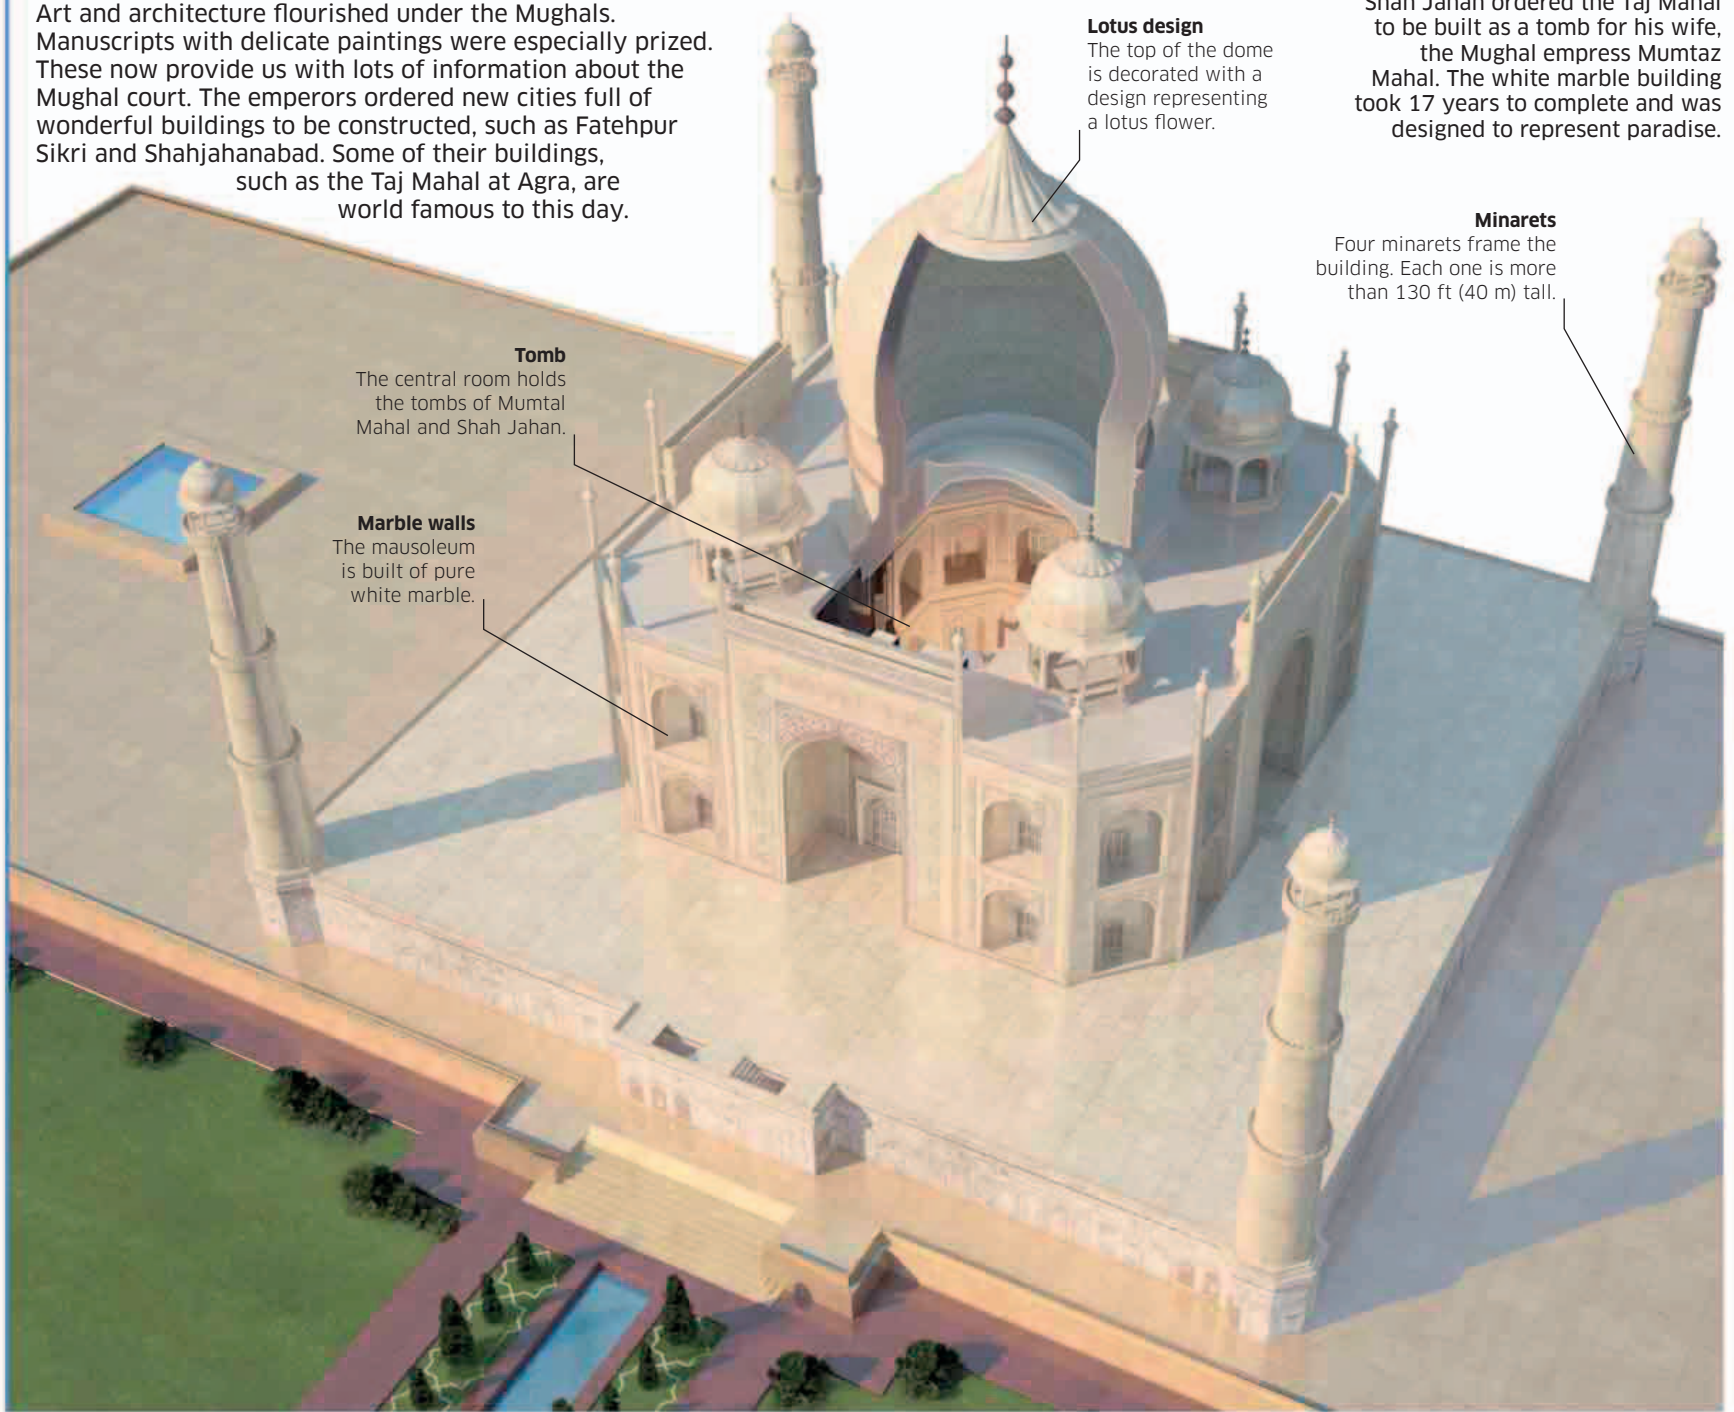 Art and architecture flourished under the Mughals.
Manuscripts with delicate paintings were especially prized.
These now provide us with lots of information about the
Mughal court. The emperors ordered new cities full of
wonderful buildings to be constructed, such as Fatehpur
Sikri and Shahjahanabad. Some of their buildings,
such as the Taj Mahal at Agra, are
world famous to this day.
Lotus design
The top of the dome
is decorated with a
design representing
a lotus flower.
Shah Jahan ordered the Taj Mahal
to be built as a tomb for his wife,
the Mughal empress Mumtaz
Mahal. The white marble building
took 17 years to complete and was
designed to represent paradise.
Minarets
Four minarets frame the
building. Each one is more
than 130 ft (40 m) tall.
Tomb
The central room holds
the tombs of Mumtal
Mahal and Shah Jahan.
Marble walls
The mausoleum
is built of pure
white marble.